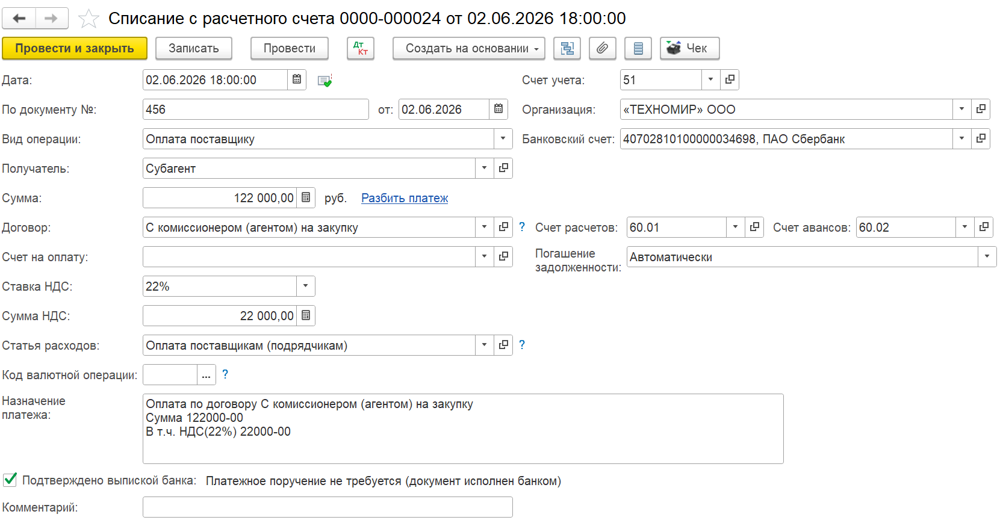 Списание с расчетного счета 0000-000024 от 02.06.2026 18:00:00
Провести и закрыть Записать Провести Дт Кт Создать на основании Чек
Дата: 02.06.2026 18:00:00 Счет учета: 51
По документу №: 456 от: 02.06.2026 Организация: «ТЕХНОМИР» ООО
Вид операции: Оплата поставщику Банковский счет: 40702810100000034698, ПАО Сбербанк
Получатель: Субагент
Сумма: 122 000,00 руб. Разбить платеж
Договор: С комиссионером (агентом) на закупку ? Счет расчетов: 60.01 Счет авансов: 60.02
Счет на оплату: Погашение задолженности: Автоматически
Ставка НДС: 22%
Сумма НДС: 22 000,00
Статья расходов: Оплата поставщикам (подрядчикам) ?
Код валютной операции: ... ?
Назначение платежа:
Оплата по договору С комиссионером (агентом) на закупку
Сумма 122000-00
В т.ч. НДС(22%) 22000-00
Подтверждено выпиской банка: Платежное поручение не требуется (документ исполнен банком)
Комментарий: